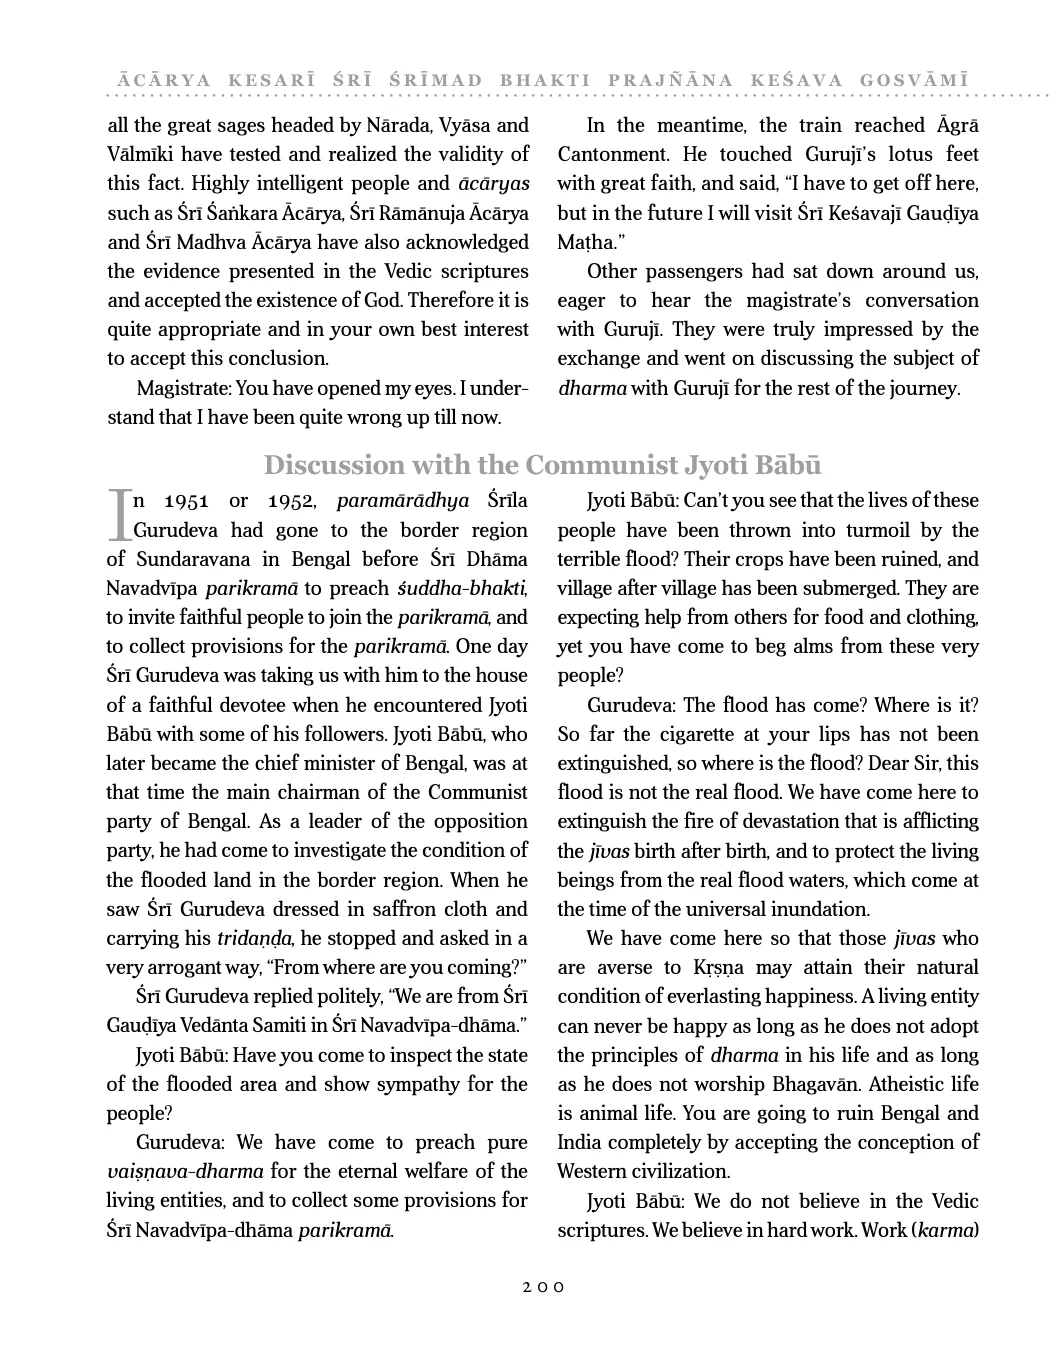 ĀCĀRYA KESARĪ ŚRĪ ŚRĪMAD BHAKTI PRAJÑĀNA KEŚAVA GOSVĀMĪ
all the great sages headed by Nārada, Vyāsa and
Vālmīki have tested and realized the validity of
this fact. Highly intelligent people and ācāryas
such as Śrī Śaṅkara Ācārya, Śrī Rāmānuja Ācārya
and Śrī Madhva Ācārya have also acknowledged
the evidence presented in the Vedic scriptures
and accepted the existence of God. Therefore it is
quite appropriate and in your own best interest
to accept this conclusion.
Magistrate: You have opened my eyes. I under-
stand that I have been quite wrong up till now.
In the meantime, the train reached Āgrā
Cantonment. He touched Gurujī’s lotus feet
with great faith, and said, “I have to get off here,
but in the future I will visit Śrī Keśavajī Gauḍīya
Maṭha.”
Other passengers had sat down around us,
eager to hear the magistrate’s conversation
with Gurujī. They were truly impressed by the
exchange and went on discussing the subject of
dharma with Gurujī for the rest of the journey.
Discussion with the Communist Jyoti Bābū
In 1951 or 1952, paramārādhya Śrīla
Gurudeva had gone to the border region
of Sundaravana in Bengal before Śrī Dhāma
Navadvīpa parikramā to preach śuddha-bhakti,
to invite faithful people to join the parikramā, and
to collect provisions for the parikramā. One day
Śrī Gurudeva was taking us with him to the house
of a faithful devotee when he encountered Jyoti
Bābū with some of his followers. Jyoti Bābū, who
later became the chief minister of Bengal, was at
that time the main chairman of the Communist
party of Bengal. As a leader of the opposition
party, he had come to investigate the condition of
the flooded land in the border region. When he
saw Śrī Gurudeva dressed in saffron cloth and
carrying his tridaṇḍa, he stopped and asked in a
very arrogant way, “From where are you coming?”
Śrī Gurudeva replied politely, “We are from Śrī
Gauḍīya Vedānta Samiti in Śrī Navadvīpa-dhāma.”
Jyoti Bābū: Have you come to inspect the state
of the flooded area and show sympathy for the
people?
Gurudeva: We have come to preach pure
vaiṣṇava-dharma for the eternal welfare of the
living entities, and to collect some provisions for
Śrī Navadvīpa-dhāma parikramā.
Jyoti Bābū: Can’t you see that the lives of these
people have been thrown into turmoil by the
terrible flood? Their crops have been ruined, and
village after village has been submerged. They are
expecting help from others for food and clothing,
yet you have come to beg alms from these very
people?
Gurudeva: The flood has come? Where is it?
So far the cigarette at your lips has not been
extinguished, so where is the flood? Dear Sir, this
flood is not the real flood. We have come here to
extinguish the fire of devastation that is afflicting
the jīvas birth after birth, and to protect the living
beings from the real flood waters, which come at
the time of the universal inundation.
We have come here so that those jīvas who
are averse to Kṛṣṇa may attain their natural
condition of everlasting happiness. A living entity
can never be happy as long as he does not adopt
the principles of dharma in his life and as long
as he does not worship Bhagavān. Atheistic life
is animal life. You are going to ruin Bengal and
India completely by accepting the conception of
Western civilization.
Jyoti Bābū: We do not believe in the Vedic
scriptures. We believe in hard work. Work (karma)
200